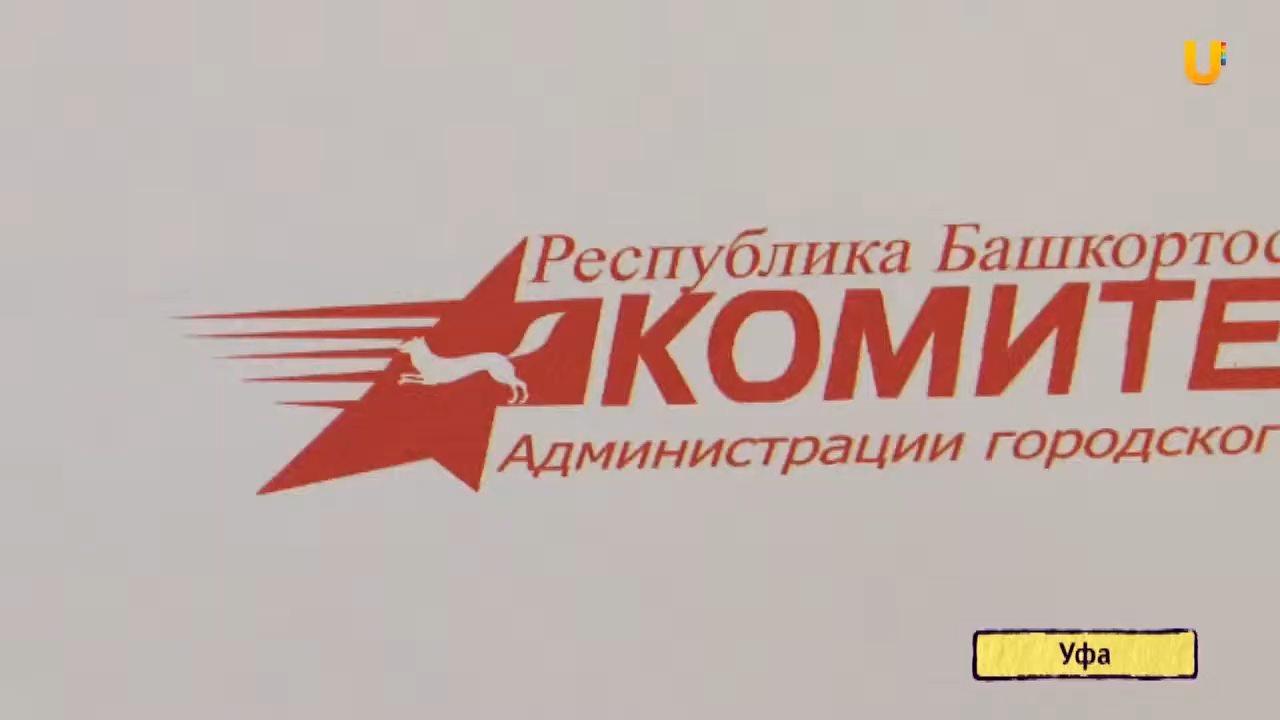 U
Республика Башкортос
КОМИТЕ
Администрации городског
Уфа